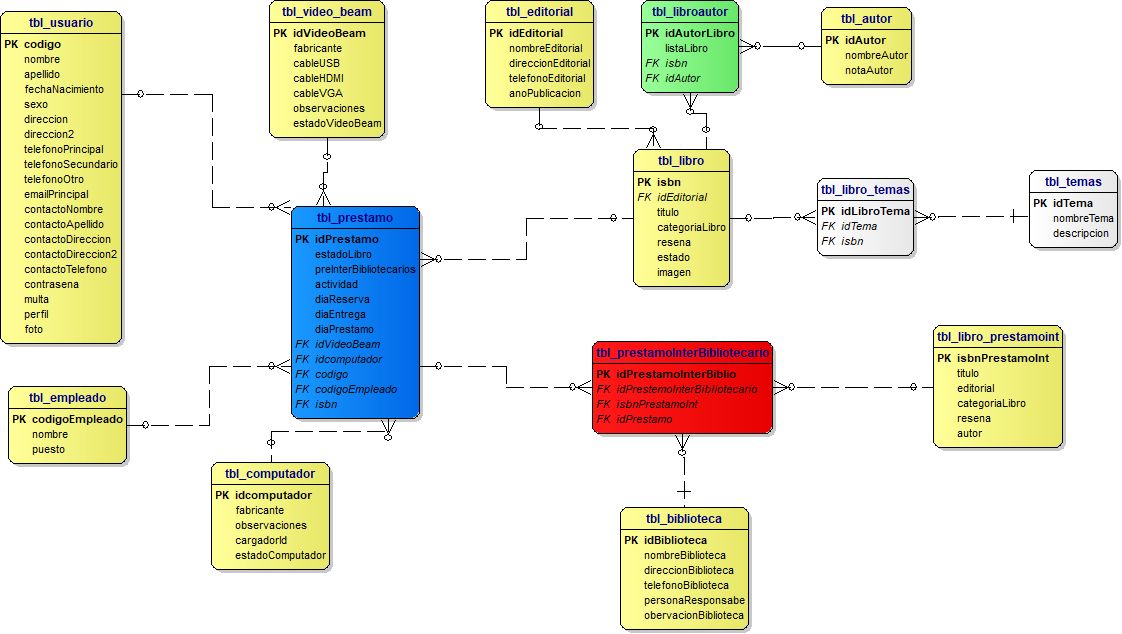 tbl_usuario
PK codigo
nombre
apellido
fechaNacimiento
sexo
direccion
direccion2
telefonoPrincipal
telefonoSecundario
telefonoOtro
emailPrincipal
contactoNombre
contactoApellido
contactoDireccion
contactoDireccion2
contactoTelefono
contrasena
multa
perfil
foto
tbl_video_beam
PK idVideoBeam
fabricante
cableUSB
cableHDMI
cableVGA
observaciones
estadoVideoBeam
tbl_editorial
PK idEditorial
nombreEditorial
direccionEditorial
telefonoEditorial
anoPublicacion
tbl_libroautor
PK idAutorLibro
listaLibro
FK isbn
FK idAutor
tbl_autor
PK idAutor
nombreAutor
notaAutor
tbl_libro
PK isbn
FK idEditorial
titulo
categoriaLibro
resena
estado
imagen
tbl_libro_temas
PK idLibroTema
FK idTema
FK isbn
tbl_temas
PK idTema
nombreTema
descripcion
tbl_prestamo
PK idPrestamo
estadoLibro
preInterBibliotecarios
actividad
diaReserva
diaEntrega
diaPrestamo
FK idVideoBeam
FK idcomputador
FK codigo
FK codigoEmpleado
FK isbn
tbl_prestamoInterBibliotecario
PK idPrestamoInterBiblio
FK idPrestemoInterBibliotecario
FK isbnPrestamoInt
FK idPrestamo
tbl_libro_prestamoint
PK isbnPrestamoInt
titulo
editorial
categoriaLibro
resena
autor
tbl_empleado
PK codigoEmpleado
nombre
puesto
tbl_computador
PK idcomputador
fabricante
observaciones
cargadorId
estadoComputador
tbl_biblioteca
PK idBiblioteca
nombreBiblioteca
direccionBiblioteca
telefonoBiblioteca
personaResponsabe
obervacionBiblioteca